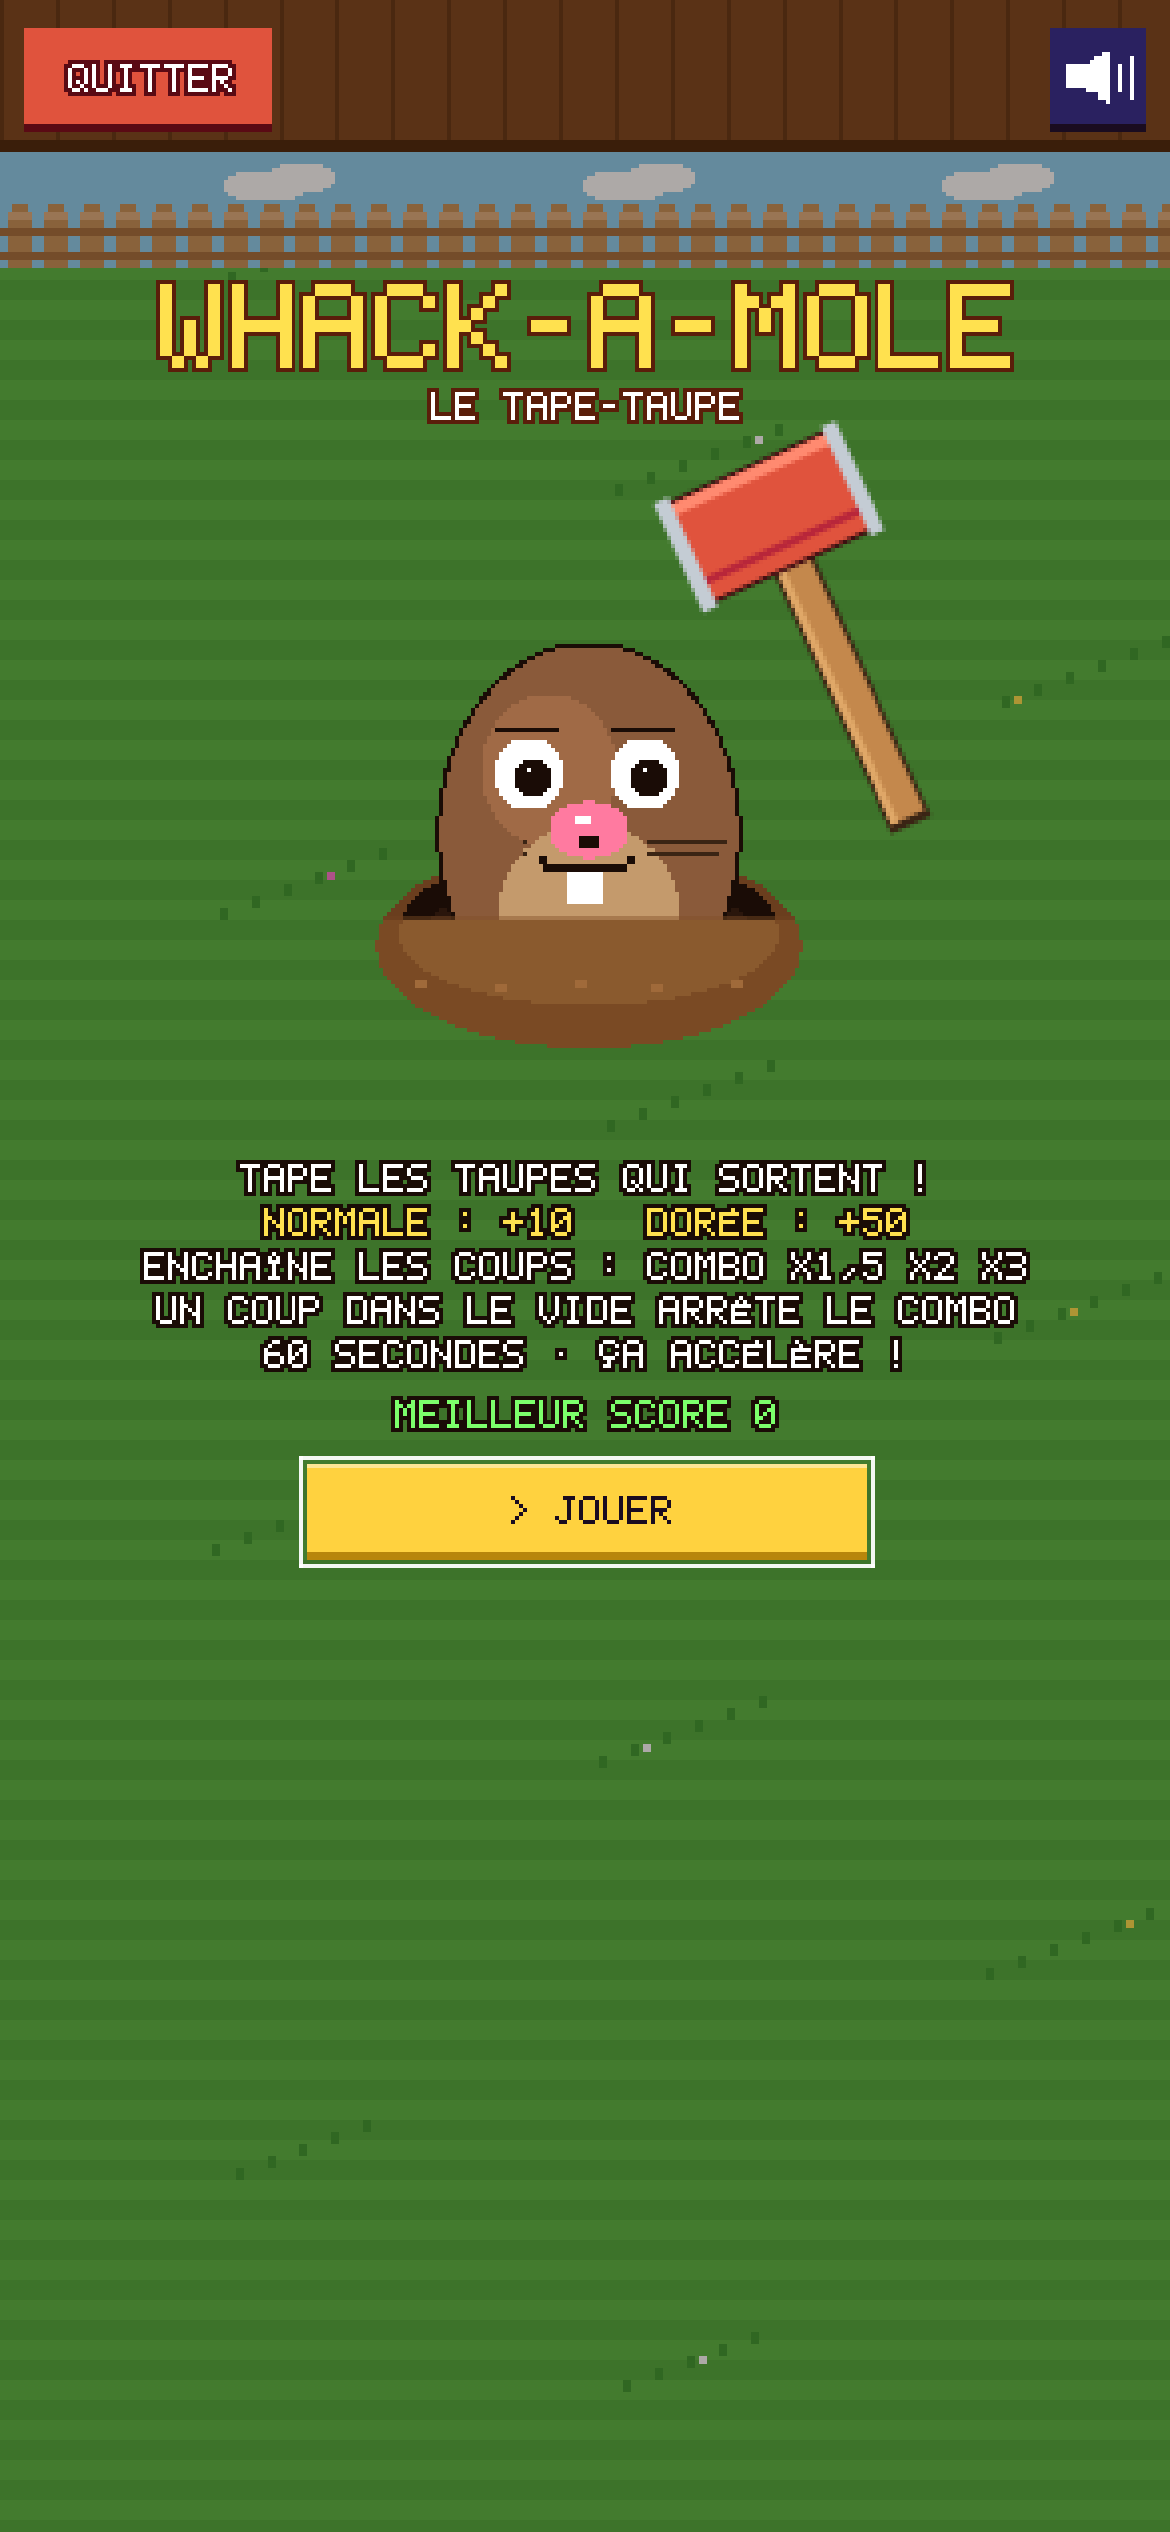 QUITTER
WHACK-A-MOLE
LE TAPE-TAUPE
TAPE LES TAUPES QUI SORTENT !
NORMALE : +10 DORÉE : +50
ENCHAÎNE LES COUPS : COMBO X1,5 X2 X3
UN COUP DANS LE VIDE ARRÊTE LE COMBO
60 SECONDES · ÇA ACCÉLÈRE !
MEILLEUR SCORE 0
> JOUER